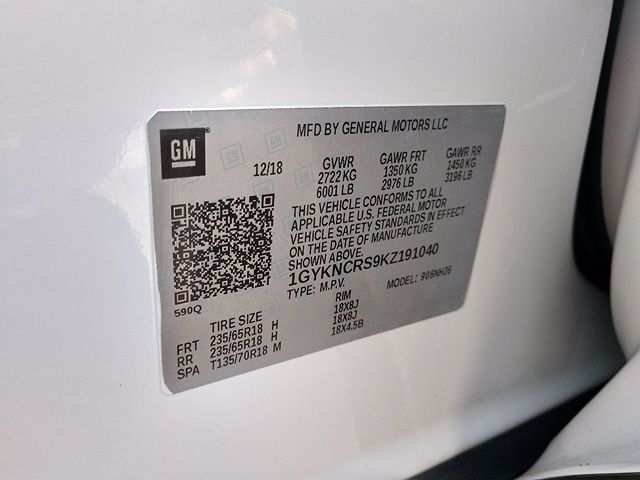 MFD BY GENERAL MOTORS LLC
GM
12/18
GVWR GAWR FRT GAWR RR
2722 KG 1350 KG 1450 KG
6001 LB 2976 LB 3196 LB
THIS VEHICLE CONFORMS TO ALL
APPLICABLE U.S. FEDERAL MOTOR
VEHICLE SAFETY STANDARDS IN EFFECT
ON THE DATE OF MANUFACTURE
SHOWN ABOVE.
1GYKNCRS9KZ191040
TYPE: M.P.V. MODEL: 906NH26
590Q
TIRE SIZE RIM
FRT 235/65R18 H 18X8J
RR 235/65R18 H 18X8J
SPA T135/70R18 M 18X4.5B